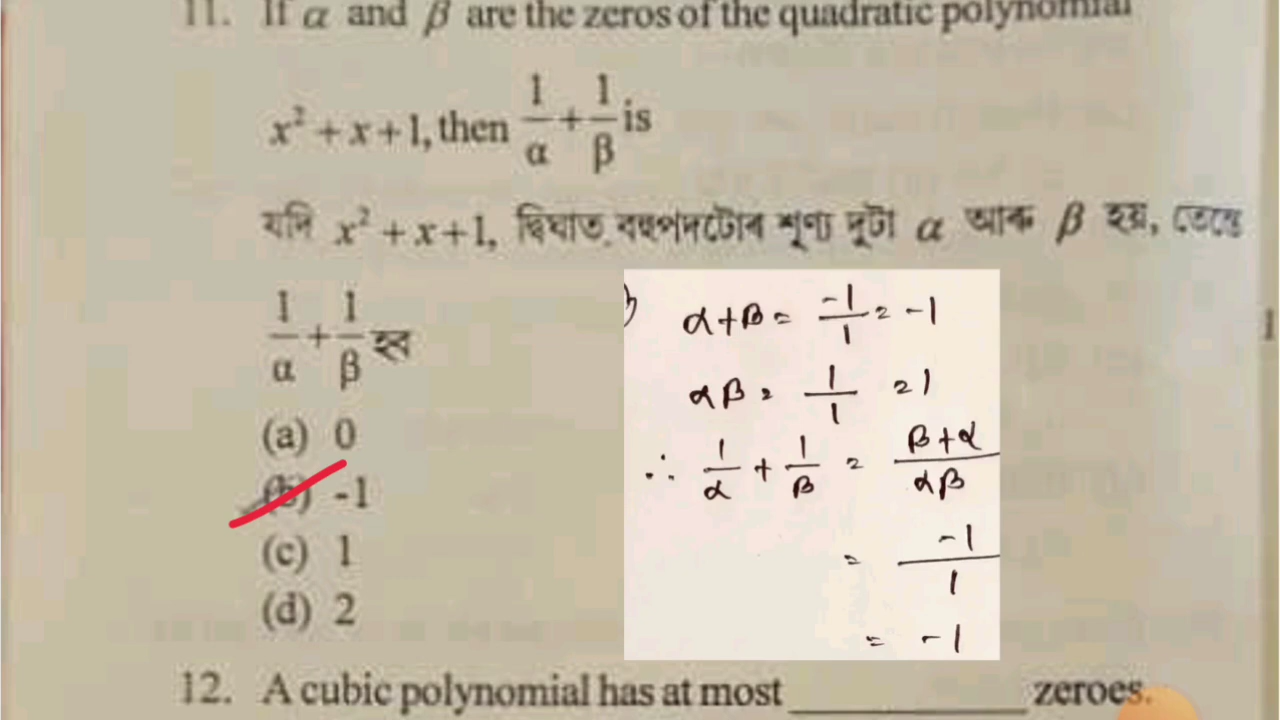 11. If α and β are the zeros of the quadratic polynomial
x² + x + 1, then 1/α + 1/β is
যদি x² + x + 1, দ্বিঘাত বহুপদটোৰ শূণ্য দুটা α আৰু β হয়, তেন্তে
1/α + 1/β হব
(a) 0
(b) -1
(c) 1
(d) 2
α+β = -1/1 = -1
αβ = 1/1 = 1
∴ 1/α + 1/β = β+α/αβ
= -1/1
= -1
12. A cubic polynomial has at most ________ zeroes.
1